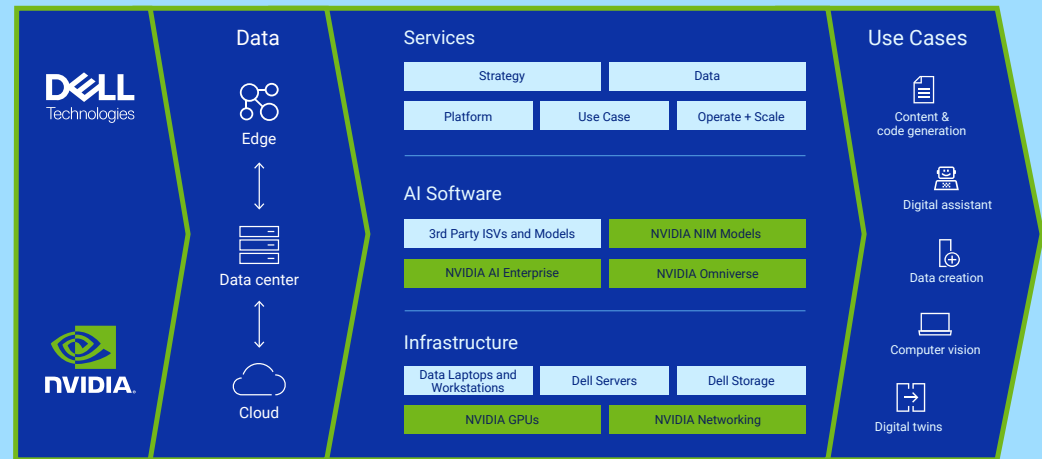 DELL
Technologies
NVIDIA.
Data
Edge
Data center
Cloud
Services
Strategy
Data
Platform
Use Case
Operate + Scale
AI Software
3rd Party ISVs and Models
NVIDIA NIM Models
NVIDIA AI Enterprise
NVIDIA Omniverse
Infrastructure
Data Laptops and
Workstations
Dell Servers
Dell Storage
NVIDIA GPUs
NVIDIA Networking
Use Cases
Content &
code generation
Digital assistant
Data creation
Computer vision
Digital twins